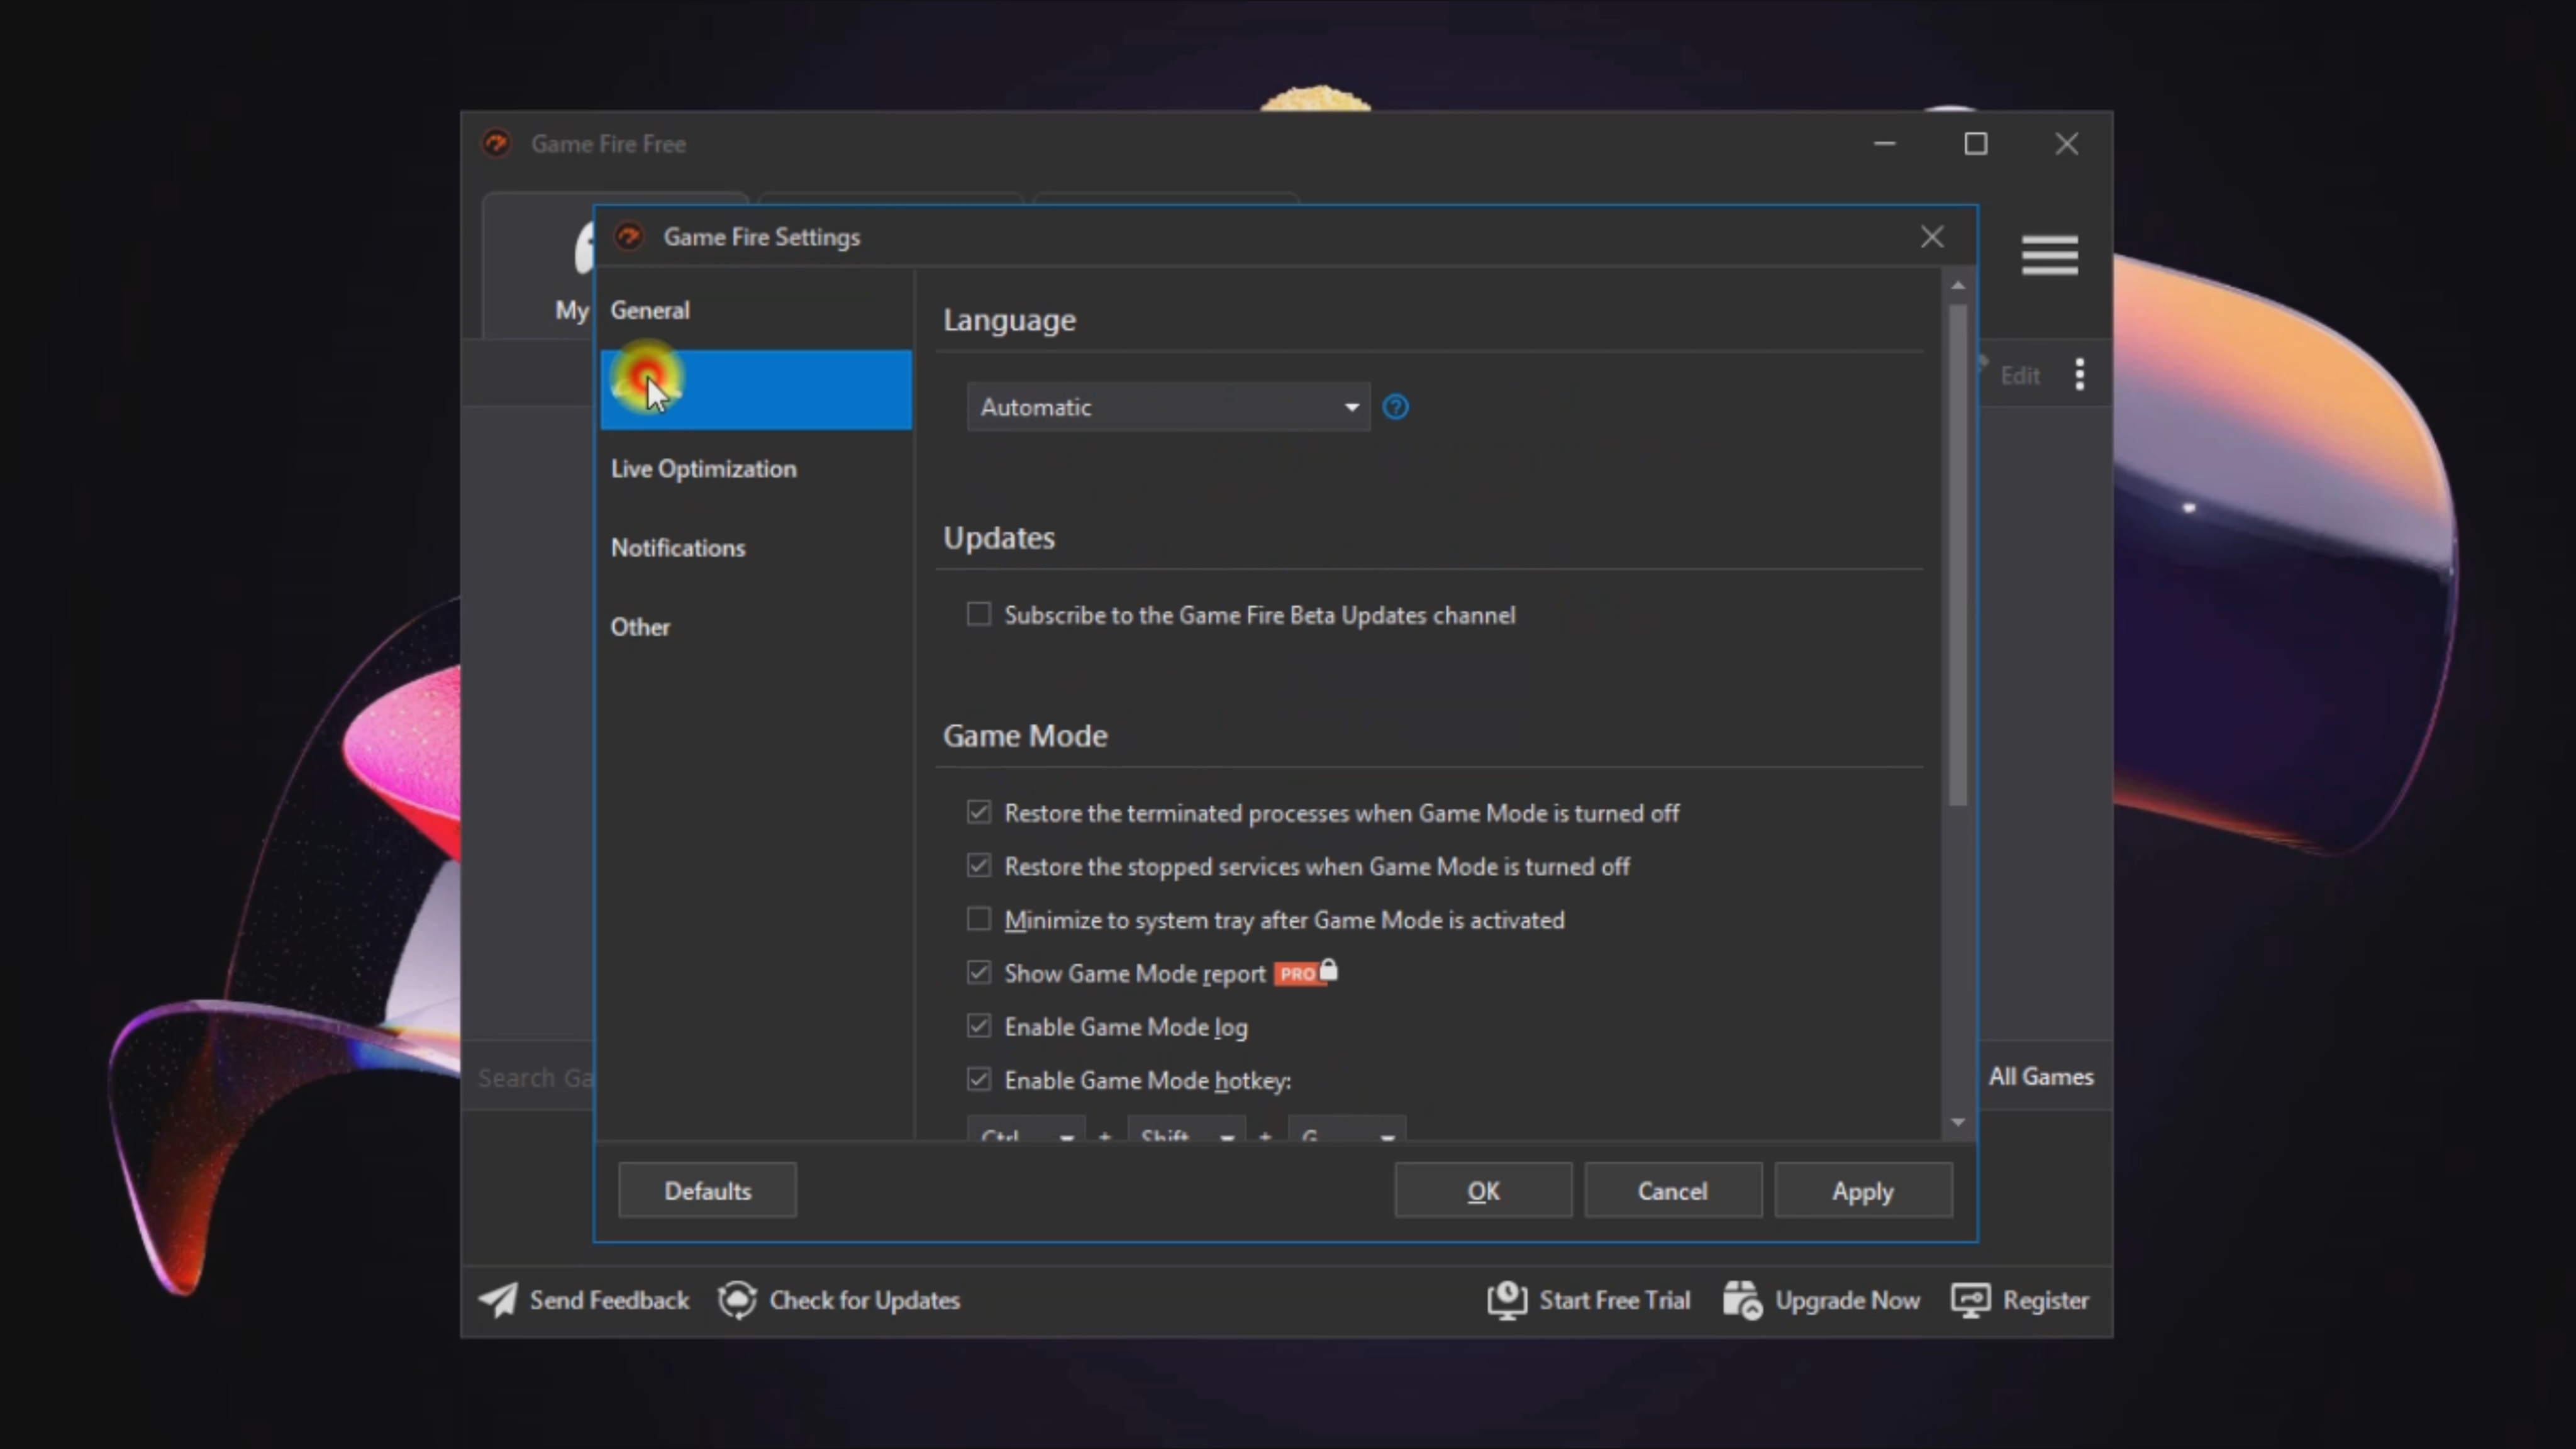 Game Fire Free
Game Fire Settings
My
General
Live Optimization
Notifications
Other
Language
Automatic
?
Edit
Updates
Subscribe to the Game Fire Beta Updates channel
Game Mode
Restore the terminated processes when Game Mode is turned off
Restore the stopped services when Game Mode is turned off
Minimize to system tray after Game Mode is activated
Show Game Mode report PRO
Enable Game Mode log
Enable Game Mode hotkey:
Ctrl + Shift + G
Search Ga
All Games
Defaults
OK
Cancel
Apply
Send Feedback
Check for Updates
Start Free Trial
Upgrade Now
Register